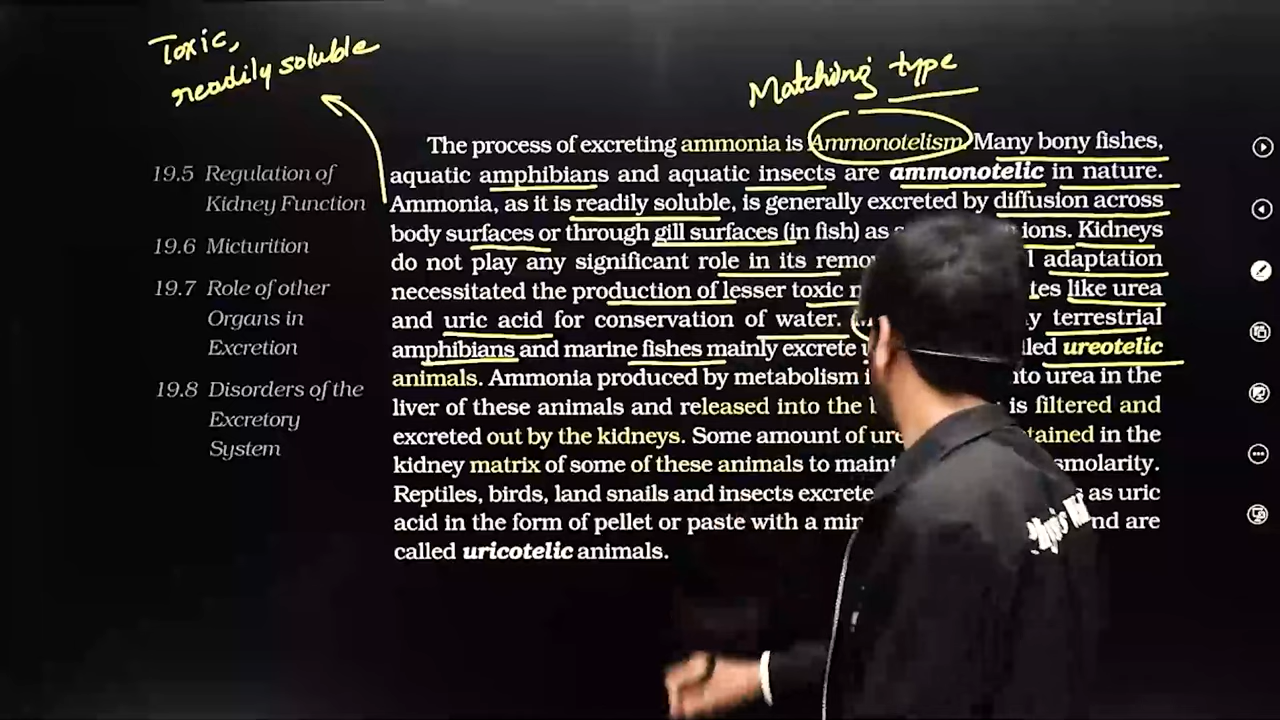 Toxic,
readily soluble
Matching type
19.5 Regulation of
Kidney Function
19.6 Micturition
19.7 Role of other
Organs in
Excretion
19.8 Disorders of the
Excretory
System
The process of excreting ammonia is Ammonotelism. Many bony fishes,
aquatic amphibians and aquatic insects are ammonotelic in nature.
Ammonia, as it is readily soluble, is generally excreted by diffusion across
body surfaces or through gill surfaces (in fish) as ions. Kidneys
do not play any significant role in its adaptation
necessitated the production of lesser toxic like urea
and uric acid for conservation of water. terrestrial
amphibians and marine fishes mainly excrete ureotelic
animals. Ammonia produced by metabolism urea in the
liver of these animals and released into the is filtered and
excreted out by the kidneys. Some amount of in the
kidney matrix of some of these animals to
Reptiles, birds, land snails and insects excrete as uric
acid in the form of pellet or paste with a are
called uricotelic animals.